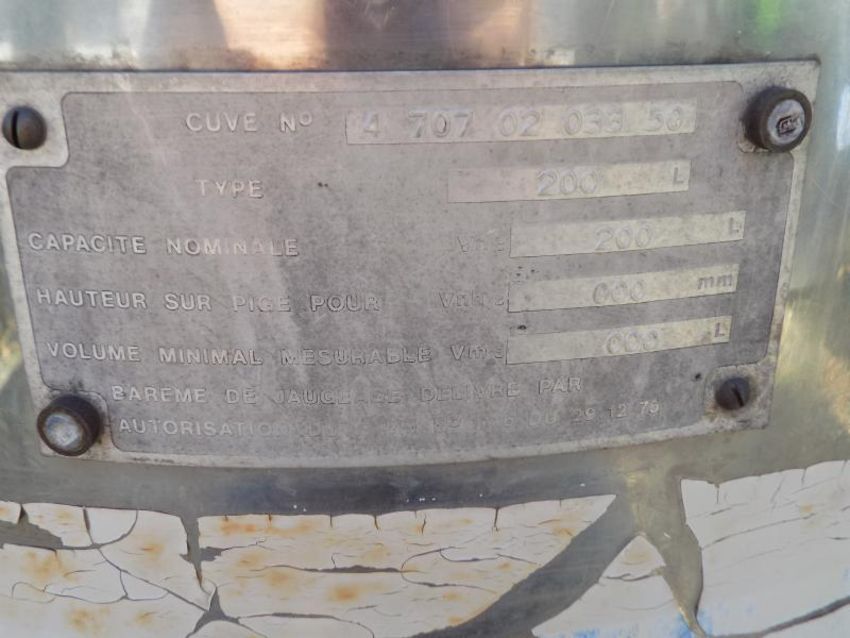 CUVE No 4 707 02 033 50
TYPE 200 L
CAPACITE NOMINALE 200 L
HAUTEUR SUR PIGE POUR 000 mm
VOLUME MINIMAL MESURABLE 000 L
BAREME DE JAUGEAGE DELIVRE PAR
AUTORISATION DU 29 12 76